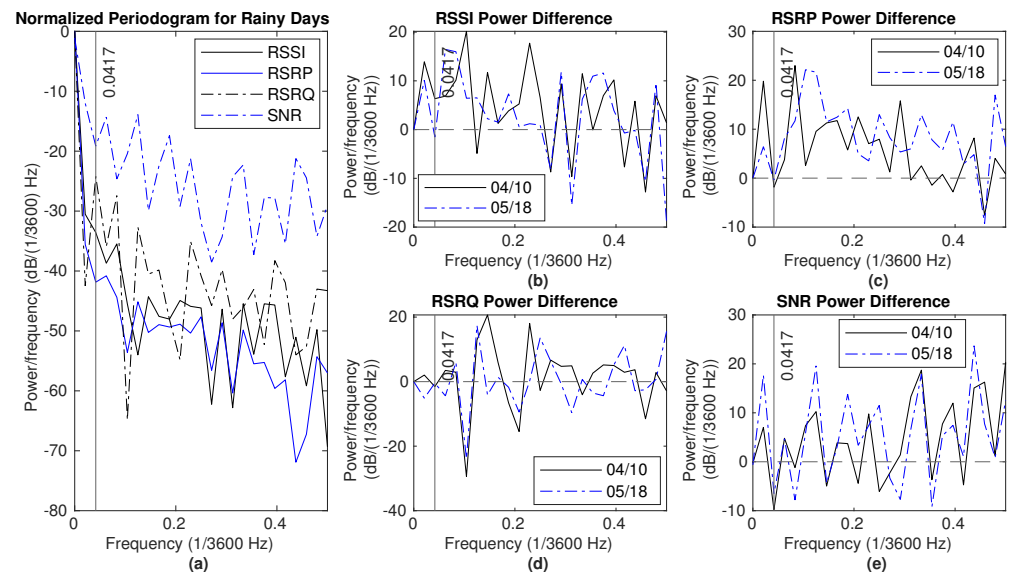 Normalized Periodogram for Rainy Days
0
-10
-20
-30
-40
-50
-60
-70
-80
0
0.2
0.4
Power/frequency (dB/(1/3600) Hz)
Frequency (1/3600 Hz)
(a)
0.0417
RSSI
RSRP
RSRQ
SNR
RSSI Power Difference
20
10
0
10
20
0
0.2
0.4
Power/frequency
(dB/(1/3600 Hz))
Frequency (1/3600 Hz)
(b)
0.0417
04/10
05/18
RSRP Power Difference
30
20
10
0
-10
0
0.2
0.4
Power/frequency
(dB/(1/3600 Hz))
Frequency (1/3600 Hz)
(c)
0.0417
04/10
05/18
RSRQ Power Difference
20
0
-20
-40
0
0.2
0.4
Power/frequency
(dB/(1/3600 Hz))
Frequency (1/3600 Hz)
(d)
0.0417
04/10
05/18
SNR Power Difference
30
20
10
0
-10
0
0.2
0.4
Power/frequency
(dB/(1/3600 Hz))
Frequency (1/3600 Hz)
(e)
0.0417
04/10
05/18